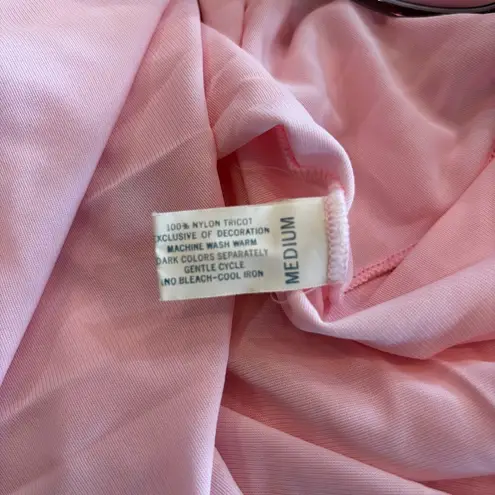 100% NYLON TRICOT
EXCLUSIVE OF DECORATION
MACHINE WASH WARM
DARK COLORS SEPARATELY
GENTLE CYCLE
NO BLEACH-COOL IRON
MEDIUM